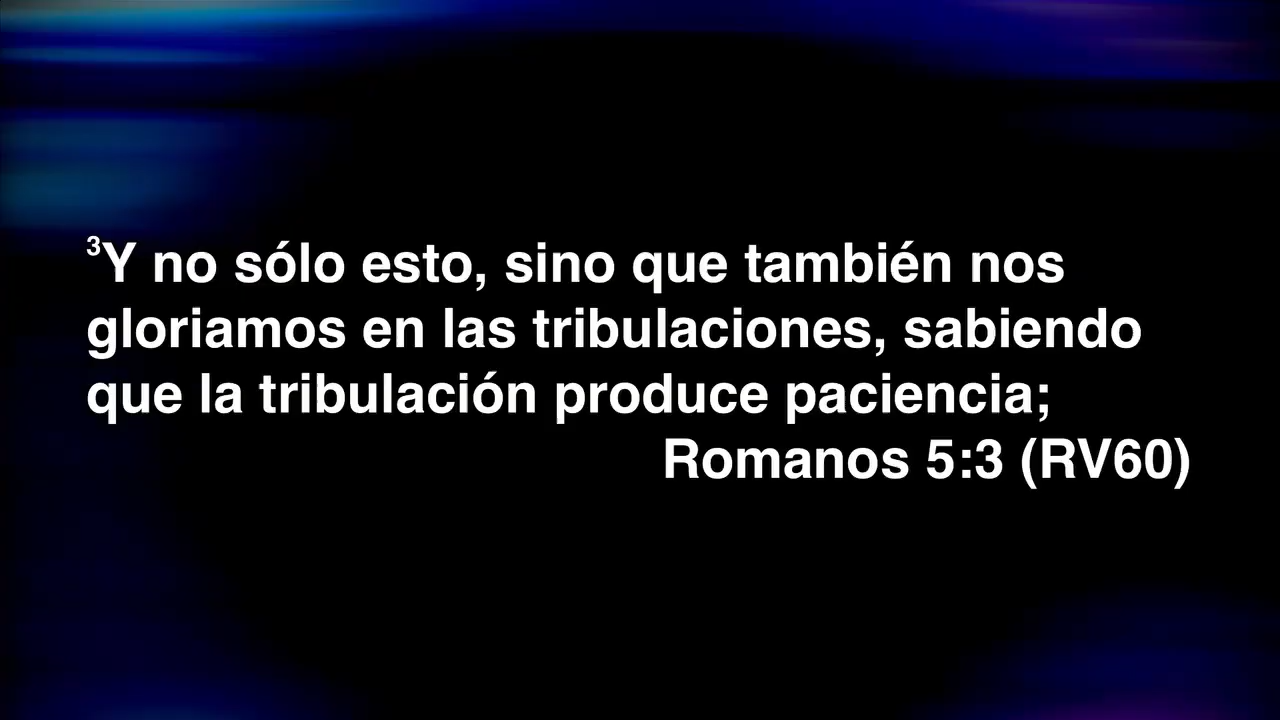 ³Y no sólo esto, sino que también nos
gloriamos en las tribulaciones, sabiendo
que la tribulación produce paciencia;
Romanos 5:3 (RV60)